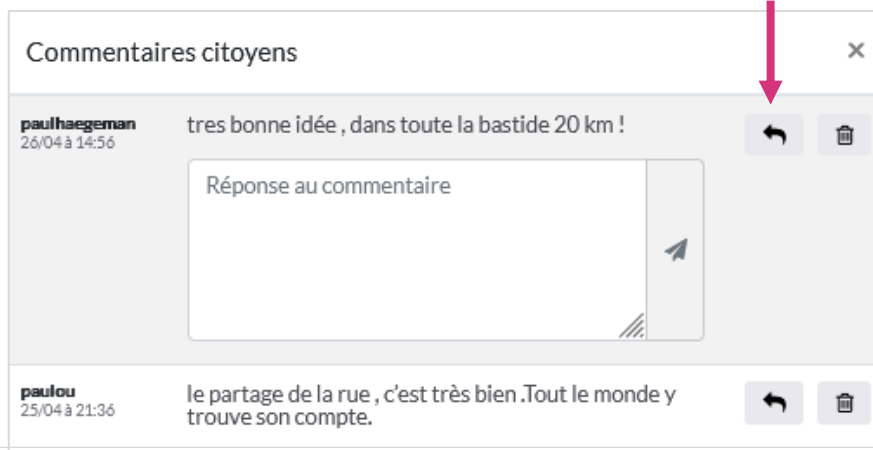 Commentaires citoyens
paulhaegeman
26/04 à 14:56
tres bonne idée , dans toute la bastide 20 km !
Réponse au commentaire
paulou
25/04 à 21:36
le partage de la rue , c'est très bien .Tout le monde y
trouve son compte.